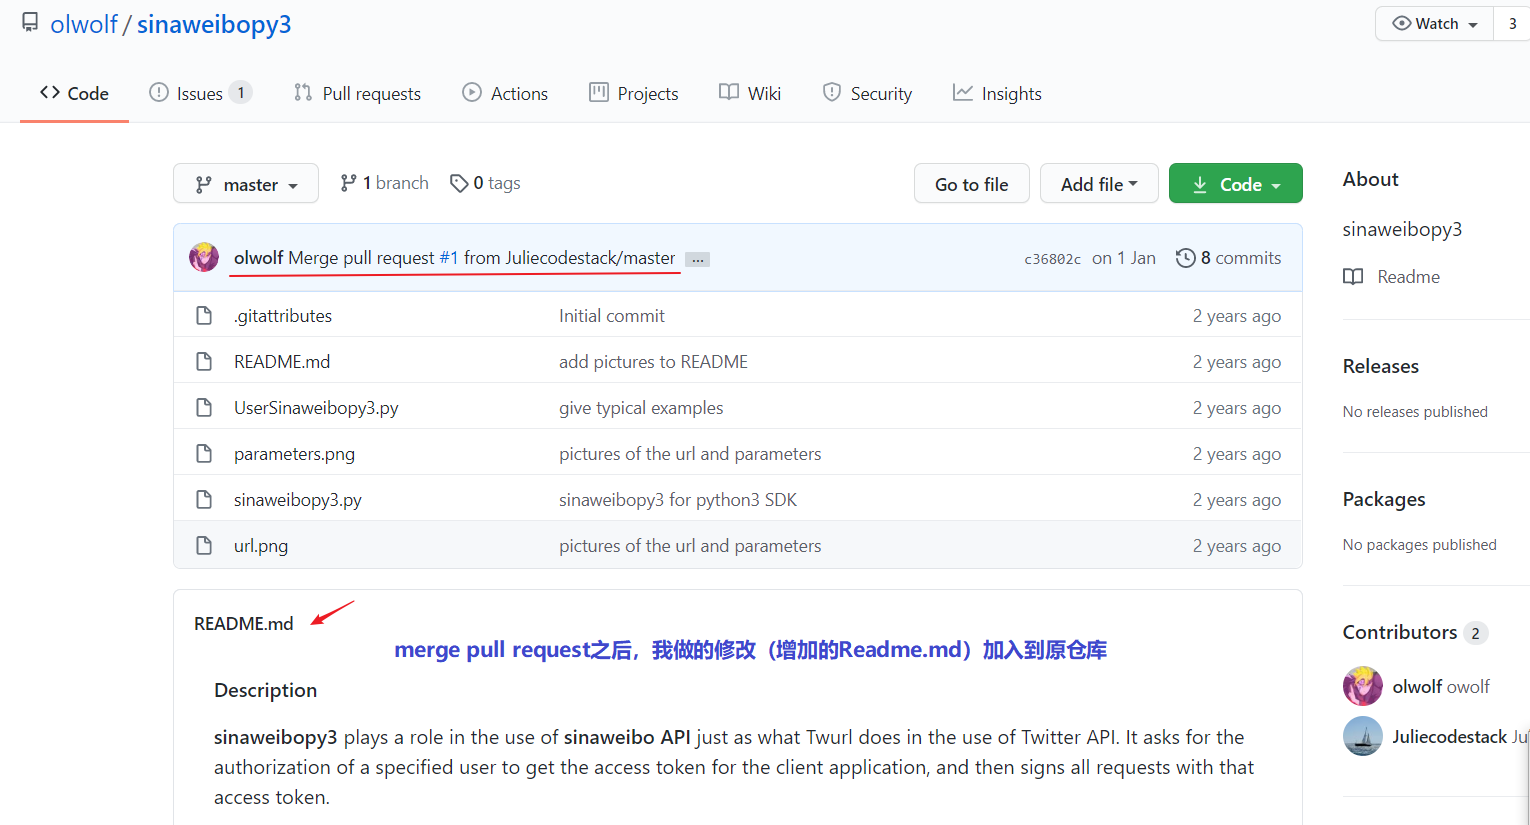 olwolf / sinaweibopy3
Watch 3
Code Issues 1 Pull requests Actions Projects Wiki Security Insights
master 1 branch 0 tags Go to file Add file Code
olwolf Merge pull request #1 from Juliecodestack/master ... c36802c on 1 Jan 8 commits
.gitattributes Initial commit 2 years ago
README.md add pictures to README 2 years ago
UserSinaweibopy3.py give typical examples 2 years ago
parameters.png pictures of the url and parameters 2 years ago
sinaweibopy3.py sinaweibopy3 for python3 SDK 2 years ago
url.png pictures of the url and parameters 2 years ago
README.md
merge pull request之后，我做的修改（增加的Readme.md）加入到原仓库
Description
sinaweibopy3 plays a role in the use of sinaweibo API just as what Twurl does in the use of Twitter API. It asks for the
authorization of a specified user to get the access token for the client application, and then signs all requests with that
access token.
About
sinaweibopy3
Readme
Releases
No releases published
Packages
No packages published
Contributors 2
olwolf owolf
Juliecodestack